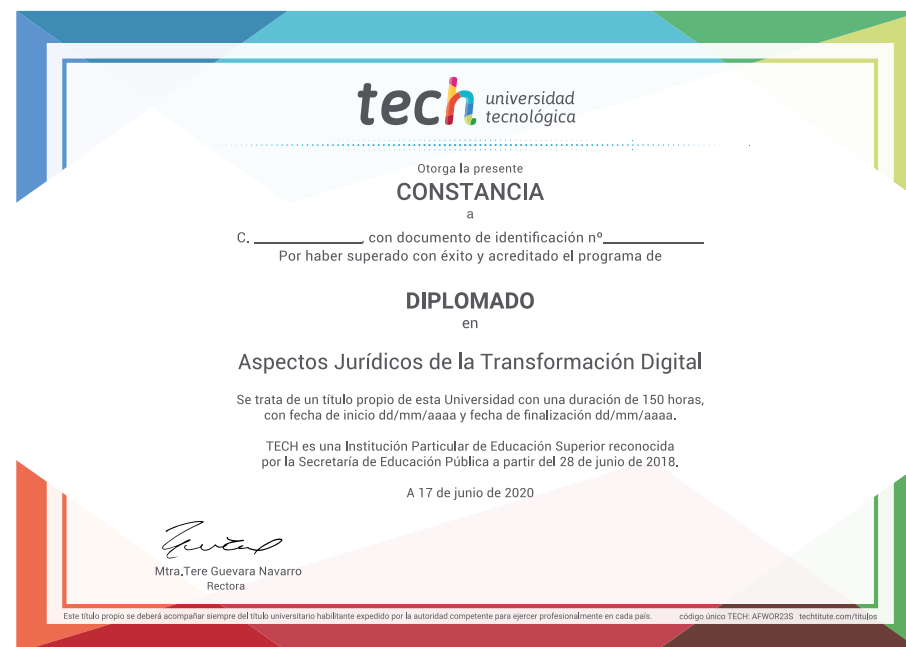 tech universidad
tecnológica
Otorga la presente
CONSTANCIA
a
C. ____________, con documento de identificación nº____________
Por haber superado con éxito y acreditado el programa de
DIPLOMADO
en
Aspectos Jurídicos de la Transformación Digital
Se trata de un título propio de esta Universidad con una duración de 150 horas,
con fecha de inicio dd/mm/aaaa y fecha de finalización dd/mm/aaaa.
TECH es una Institución Particular de Educación Superior reconocida
por la Secretaría de Educación Pública a partir del 28 de junio de 2018.
A 17 de junio de 2020
Mtra.Tere Guevara Navarro
Rectora
Este título propio se deberá acompañar siempre del título universitario habilitante expedido por la autoridad competente para ejercer profesionalmente en cada país. código único TECH: AFWOR23S techtitute.com/titulos